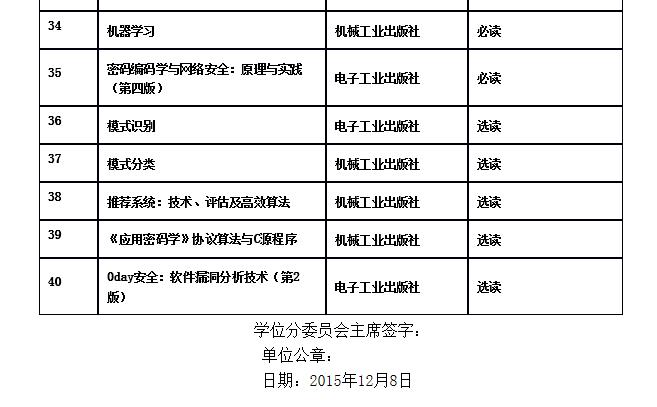 34 机器学习 机械工业出版社 必读
35 密码编码学与网络安全：原理与实践 电子工业出版社 必读
（第四版）
36 模式识别 电子工业出版社 选读
37 模式分类 机械工业出版社 选读
38 推荐系统：技术、评估及高效算法 机械工业出版社 选读
39 《应用密码学》协议算法与C源程序 机械工业出版社 选读
40 0day安全：软件漏洞分析技术（第2 电子工业出版社 选读
版）
学位分委员会主席签字：
单位公章：
日期：2015年12月8日